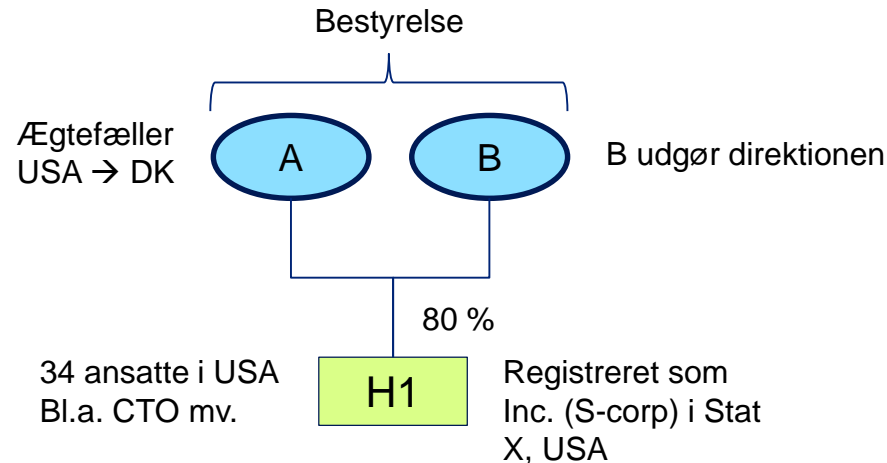 Bestyrelse
Ægtefæller
USA → DK
A
B
B udgør direktionen
80 %
34 ansatte i USA
Bl.a. CTO mv.
H1
Registreret som
Inc. (S-corp) i Stat
X, USA